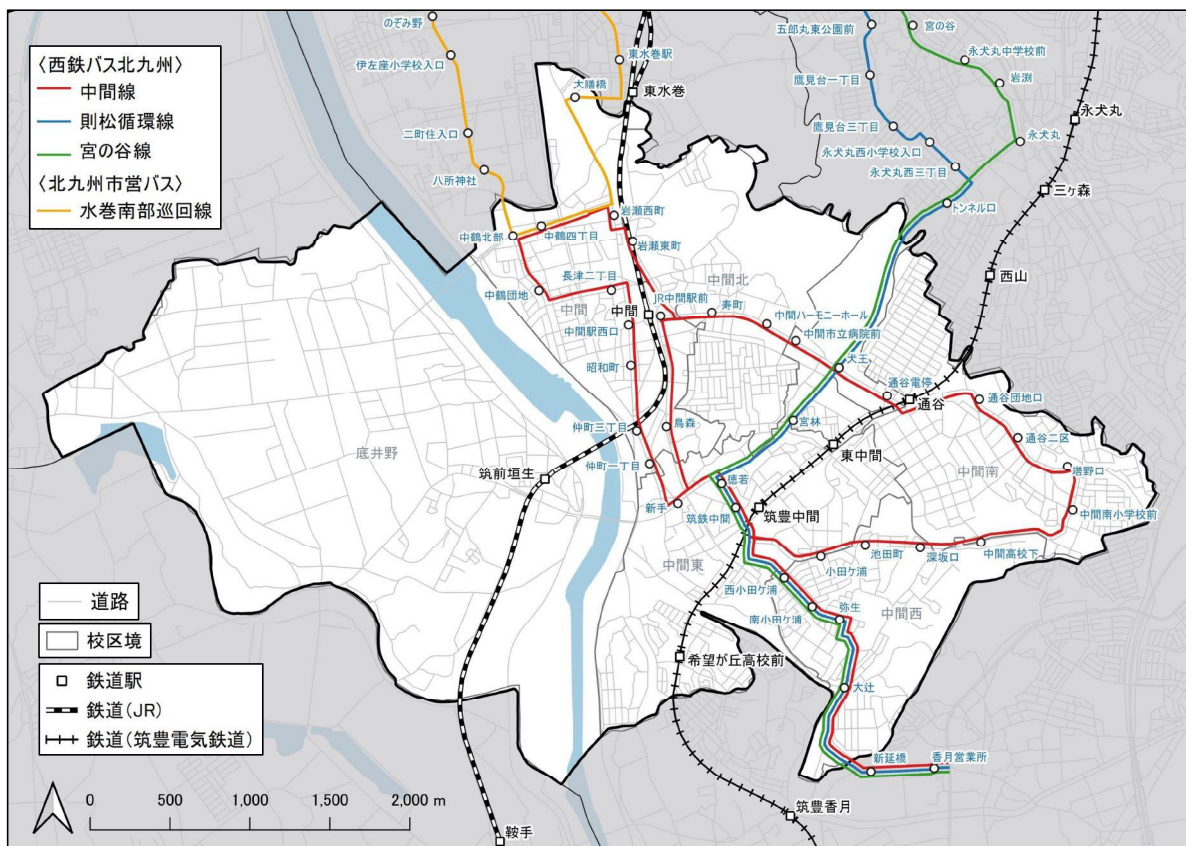 〈西鉄バス北九州〉
中間線
則松循環線
宮の谷線
〈北九州市営バス〉
水巻南部巡回線
のぞみ野
伊左座小学校入口
二町住入口
八所神社
中鶴北部
東水巻駅
大膳橋
東水巻
五郎丸東公園前
鷹見台一丁目
鷹見台三丁目
永犬丸西小学校入口
永犬丸西三丁目
トンネル口
宮の谷
永犬丸中学校前
岩渕
永犬丸
永犬丸
三ヶ森
西山
岩瀬西町
中鶴四丁目
岩瀬東町
長津二丁目
中鶴団地
中間
中間北
中間
JR中間駅前
寿町
中間ハーモニーホール
中間市立病院前
中間駅西口
昭和町
犬王
通谷電停
通谷
通谷団地口
仲町三丁目
鳥森
宮林
東中間
通谷二区
中間南
塔野口
底井野
筑前垣生
仲町一丁目
徳若
新手
筑鉄中間
筑豊中間
中間南小学校前
中間東
池田町
深坂口
中間高校下
小田ケ浦
西小田ケ浦
南小田ケ浦
弥生
中間西
希望が丘高校前
大辻
新延橋
香月営業所
筑豊香月
鞍手
道路
校区境
鉄道駅
鉄道(JR)
鉄道(筑豊電気鉄道)
0 500 1,000 1,500 2,000 m